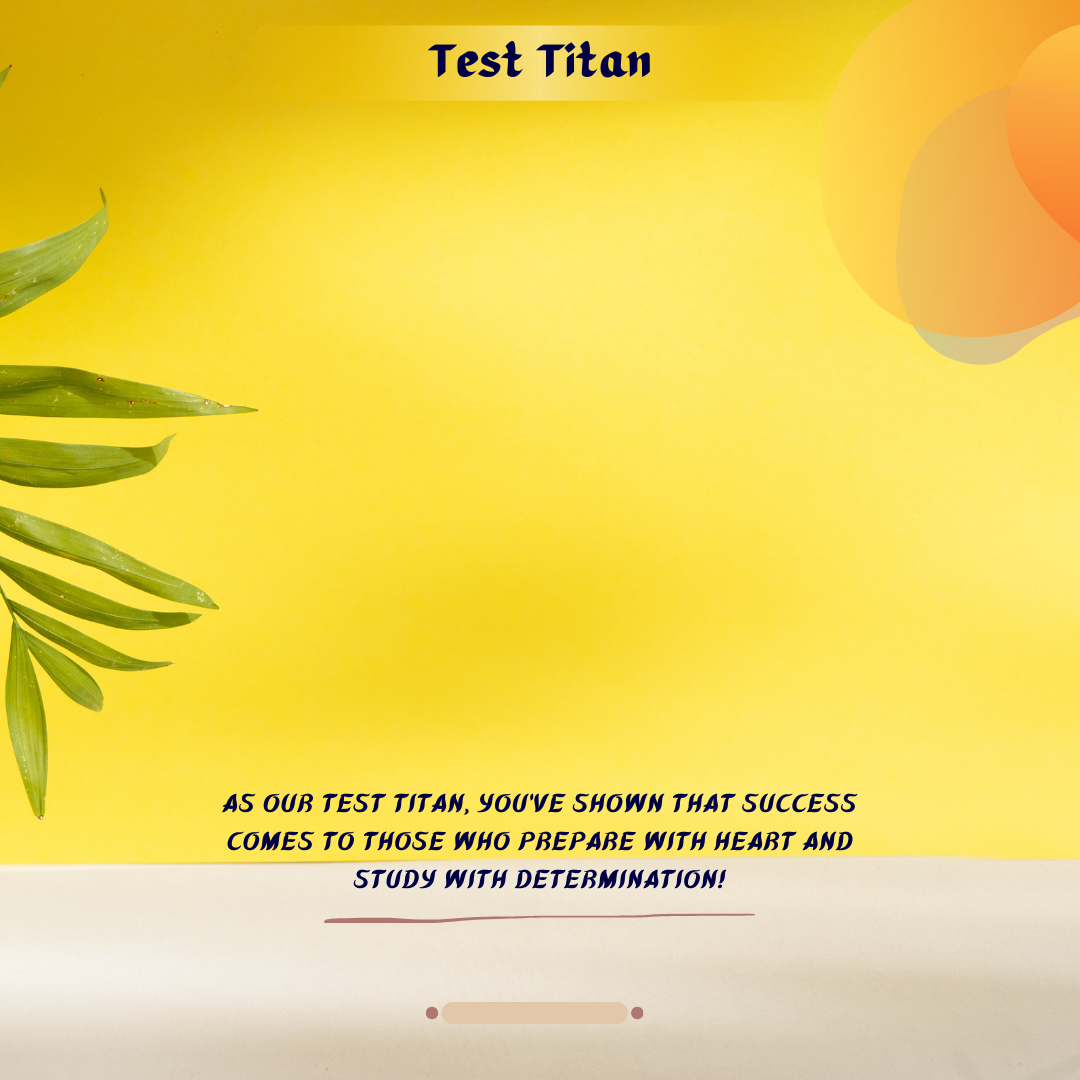 Test Titan
AS OUR TEST TITAN, YOU'VE SHOWN THAT SUCCESS
COMES TO THOSE WHO PREPARE WITH HEART AND
STUDY WITH DETERMINATION!